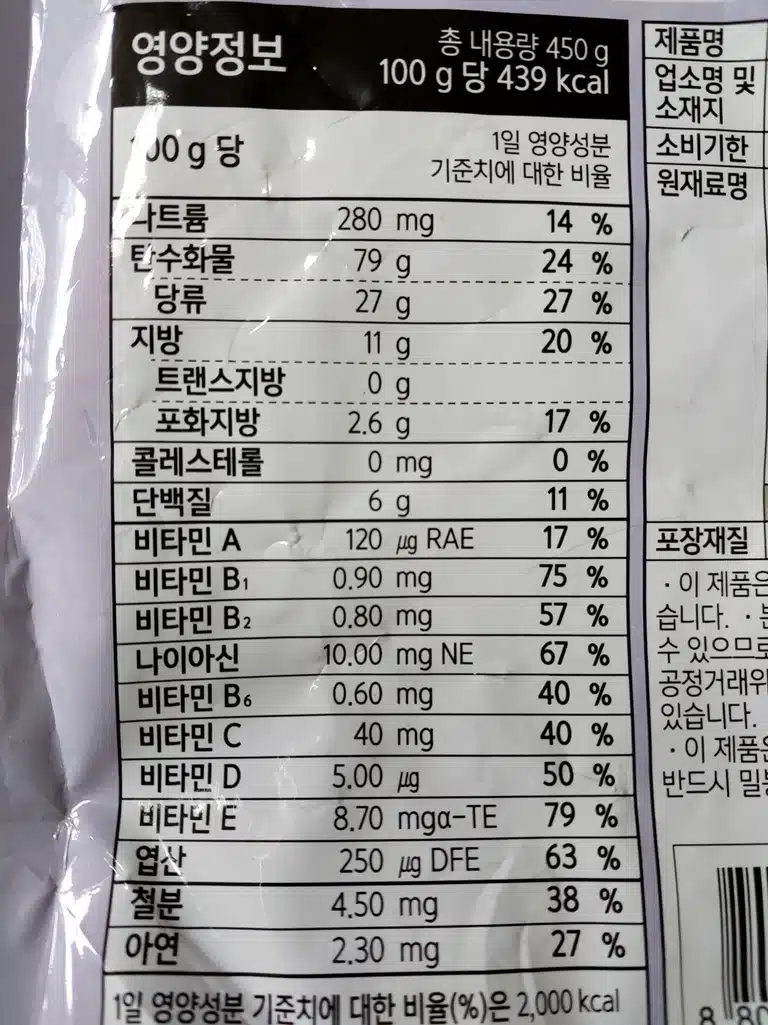 영양정보
총 내용량 450 g
100 g 당 439 kcal
100 g 당
1일 영양성분
기준치에 대한 비율
나트륨 280 mg 14 %
탄수화물 79 g 24 %
당류 27 g 27 %
지방 11 g 20 %
트랜스지방 0 g
포화지방 2.6 g 17 %
콜레스테롤 0 mg 0 %
단백질 6 g 11 %
비타민 A 120 μg RAE 17 %
비타민 B₁ 0.90 mg 75 %
비타민 B₂ 0.80 mg 57 %
나이아신 10.00 mg NE 67 %
비타민 B₆ 0.60 mg 40 %
비타민 C 40 mg 40 %
비타민 D 5.00 μg 50 %
비타민 E 8.70 mgα-TE 79 %
엽산 250 μg DFE 63 %
철분 4.50 mg 38 %
아연 2.30 mg 27 %
1일 영양성분 기준치에 대한 비율(%)은 2,000 kcal
제품명
업소명 및
소재지
소비기한
원재료명
포장재질
· 이 제품은
습니다. ·
수 있으므로
공정거래위
있습니다.
· 이 제품은
반드시
8 80